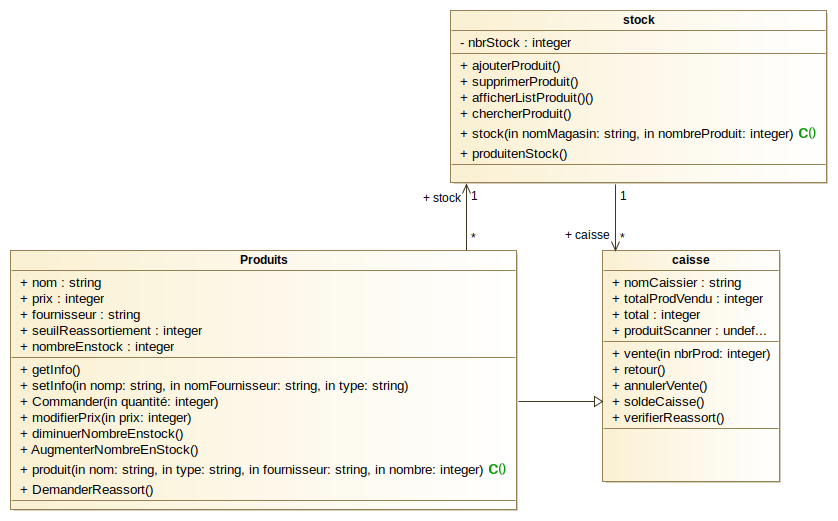 stock
- nbrStock : integer
+ ajouterProduit()
+ supprimerProduit()
+ afficherListProduit()()
+ chercherProduit()
+ stock(in nomMagasin: string, in nombreProduit: integer) C()
+ produitenStock()
+ stock 1
*
1
+ caisse *
Produits
+ nom : string
+ prix : integer
+ fournisseur : string
+ seuilReassortiement : integer
+ nombreEnstock : integer
+ getInfo()
+ setInfo(in nomp: string, in nomFournisseur: string, in type: string)
+ Commander(in quantité: integer)
+ modifierPrix(in prix: integer)
+ diminuerNombreEnstock()
+ AugmenterNombreEnStock()
+ produit(in nom: string, in type: string, in fournisseur: string, in nombre: integer) C()
+ DemanderReassort()
caisse
+ nomCaissier : string
+ totalProdVendu : integer
+ total : integer
+ produitScanner : undef...
+ vente(in nbrProd: integer)
+ retour()
+ annulerVente()
+ soldeCaisse()
+ verifierReassort()